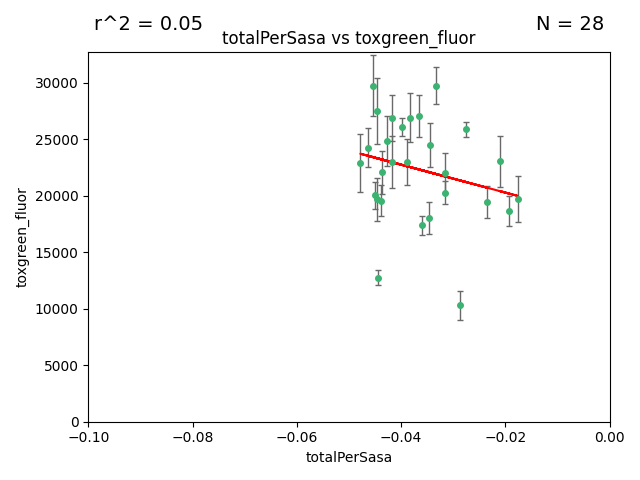 r^2 = 0.05
N = 28
totalPerSasa vs toxgreen_fluor
toxgreen_fluor
30000
25000
20000
15000
10000
5000
0
−0.10
−0.08
−0.06
−0.04
−0.02
0.00
totalPerSasa